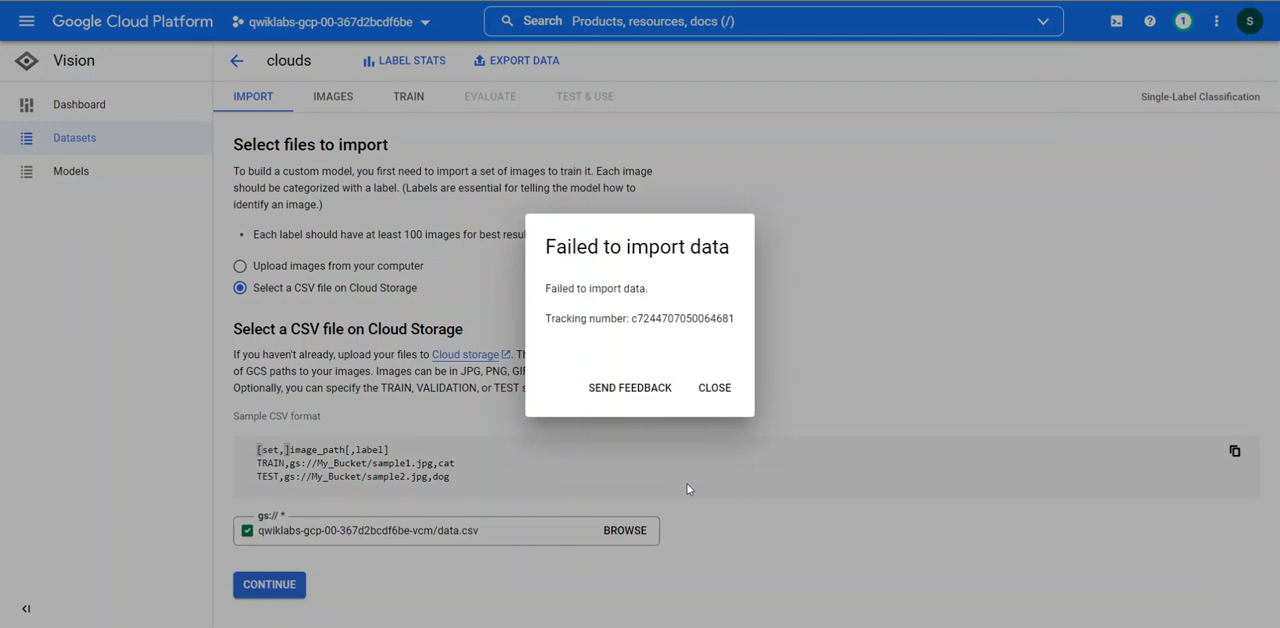 Google Cloud Platform
qwiklabs-gcp-00-367d2bcdf6be
Search Products, resources, docs (/)
1
S
Vision
clouds
LABEL STATS
EXPORT DATA
Dashboard
Datasets
Models
IMPORT
IMAGES
TRAIN
EVALUATE
TEST & USE
Single-Label Classification
Select files to import
To build a custom model, you first need to import a set of images to train it. Each image
should be categorized with a label. (Labels are essential for telling the model how to
identify an image.)
• Each label should have at least 100 images for best resu
Upload images from your computer
Select a CSV file on Cloud Storage
Select a CSV file on Cloud Storage
If you haven't already, upload your files to Cloud storage. Th
of GCS paths to your images. Images can be in JPG, PNG, GIF
Optionally, you can specify the TRAIN, VALIDATION, or TEST s
Sample CSV format
[set,]image_path[,label]
TRAIN,gs://My_Bucket/sample1.jpg,cat
TEST,gs://My_Bucket/sample2.jpg,dog
gs:// *
qwiklabs-gcp-00-367d2bcdf6be-vcm/data.csv
BROWSE
CONTINUE
Failed to import data
Failed to import data.
Tracking number: c7244707050064681
SEND FEEDBACK
CLOSE